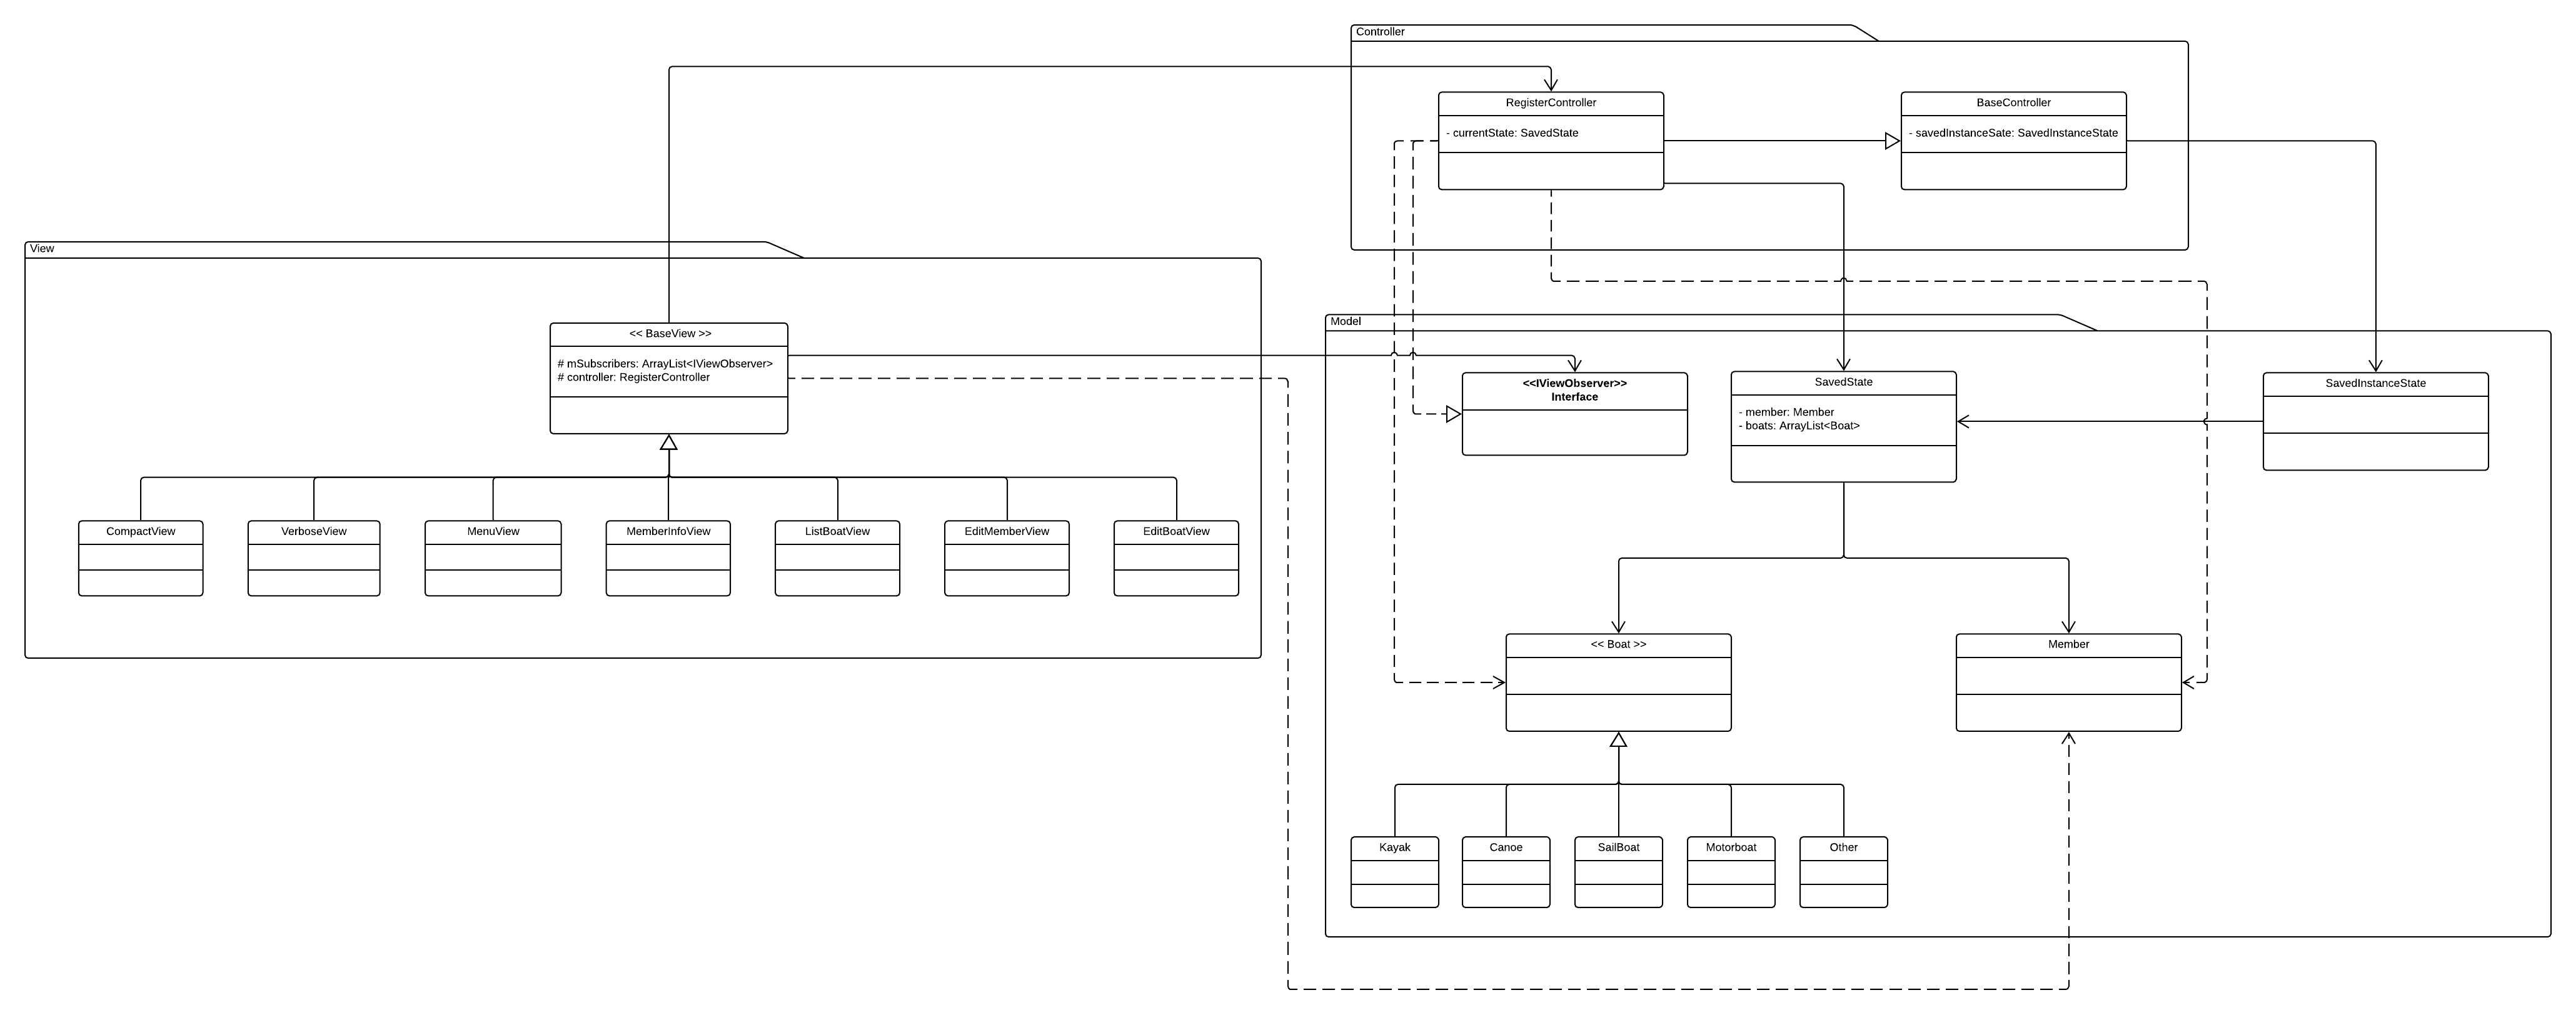 Controller
RegisterController
- currentState: SavedState
BaseController
- savedInstanceSate: SavedInstanceState
View
<< BaseView >>
# mSubscribers: ArrayList<IViewObserver>
# controller: RegisterController
CompactView
VerboseView
MenuView
MemberInfoView
ListBoatView
EditMemberView
EditBoatView
Model
<<IViewObserver>>
Interface
SavedState
- member: Member
- boats: ArrayList<Boat>
SavedInstanceState
<< Boat >>
Member
Kayak
Canoe
SailBoat
Motorboat
Other